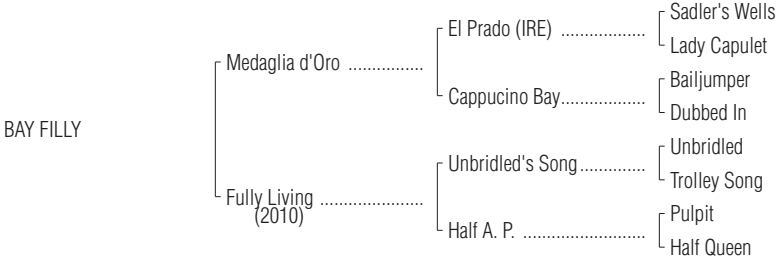 Sadler's Wells
El Prado (IRE) ...................
Lady Capulet
Medaglia d'Oro ................
Bailjumper
Cappucino Bay..................
Dubbed In
BAY FILLY
Unbridled
Unbridled's Song..............
Trolley Song
Fully Living ......................
(2010)
Pulpit
Half A. P. ..........................
Half Queen